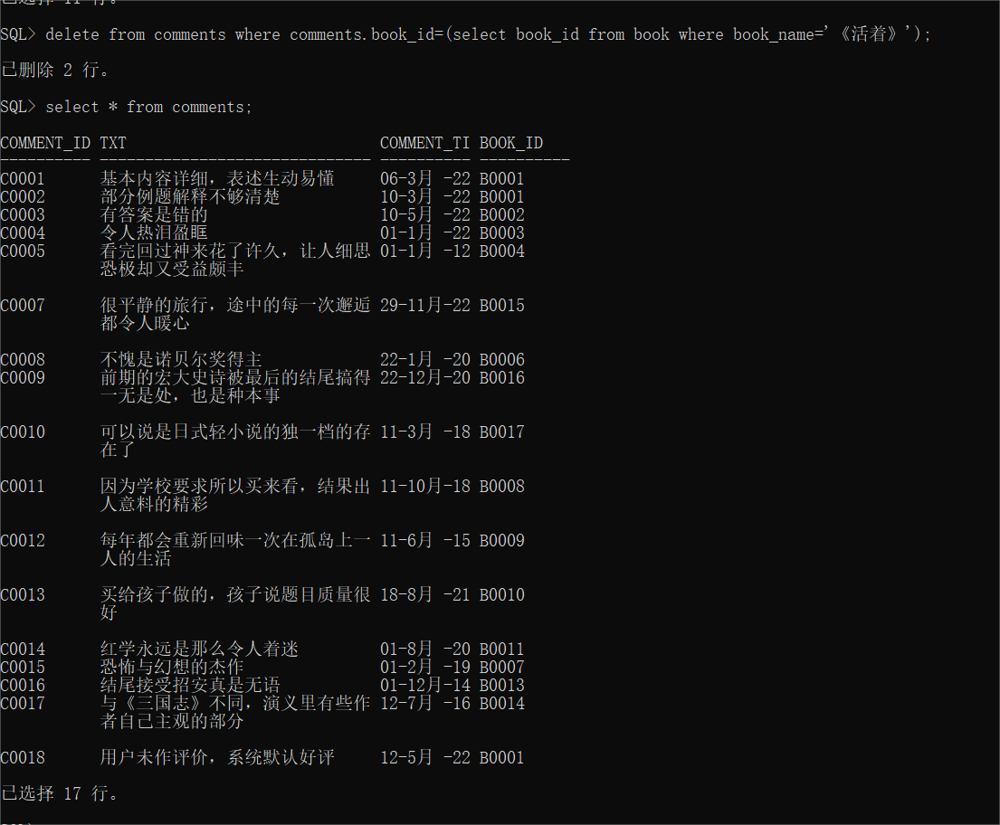 已选择 11 行。
SQL> delete from comments where comments.book_id=(select book_id from book where book_name='《活着》');
已删除 2 行。
SQL> select * from comments;
COMMENT_ID TXT                            COMMENT_TI BOOK_ID
---------- ------------------------------ ---------- ----------
C0001      基本内容详细，表述生动易懂     06-3月 -22 B0001
C0002      部分例题解释不够清楚           10-3月 -22 B0001
C0003      有答案是错的                   10-5月 -22 B0002
C0004      令人热泪盈眶                   01-1月 -22 B0003
C0005      看完回过神来花了许久，让人细思 01-1月 -12 B0004
           恐极却又受益颇丰
C0007      很平静的旅行，途中的每一次邂逅 29-11月-22 B0015
           都令人暖心
C0008      不愧是诺贝尔奖得主             22-1月 -20 B0006
C0009      前期的宏大史诗被最后的结尾搞得 22-12月-20 B0016
           一无是处，也是种本事
C0010      可以说是日式轻小说的独一档的存 11-3月 -18 B0017
           在了
C0011      因为学校要求所以买来看，结果出 11-10月-18 B0008
           人意料的精彩
C0012      每年都会重新回味一次在孤岛上一 11-6月 -15 B0009
           人的生活
C0013      买给孩子做的，孩子说题目质量很 18-8月 -21 B0010
           好
C0014      红学永远是那么令人着迷         01-8月 -20 B0011
C0015      恐怖与幻想的杰作               01-2月 -19 B0007
C0016      结尾接受招安真是无语           01-12月-14 B0013
C0017      与《三国志》不同，演义里有些作 12-7月 -16 B0014
           者自己主观的部分
C0018      用户未作评价，系统默认好评     12-5月 -22 B0001
已选择 17 行。